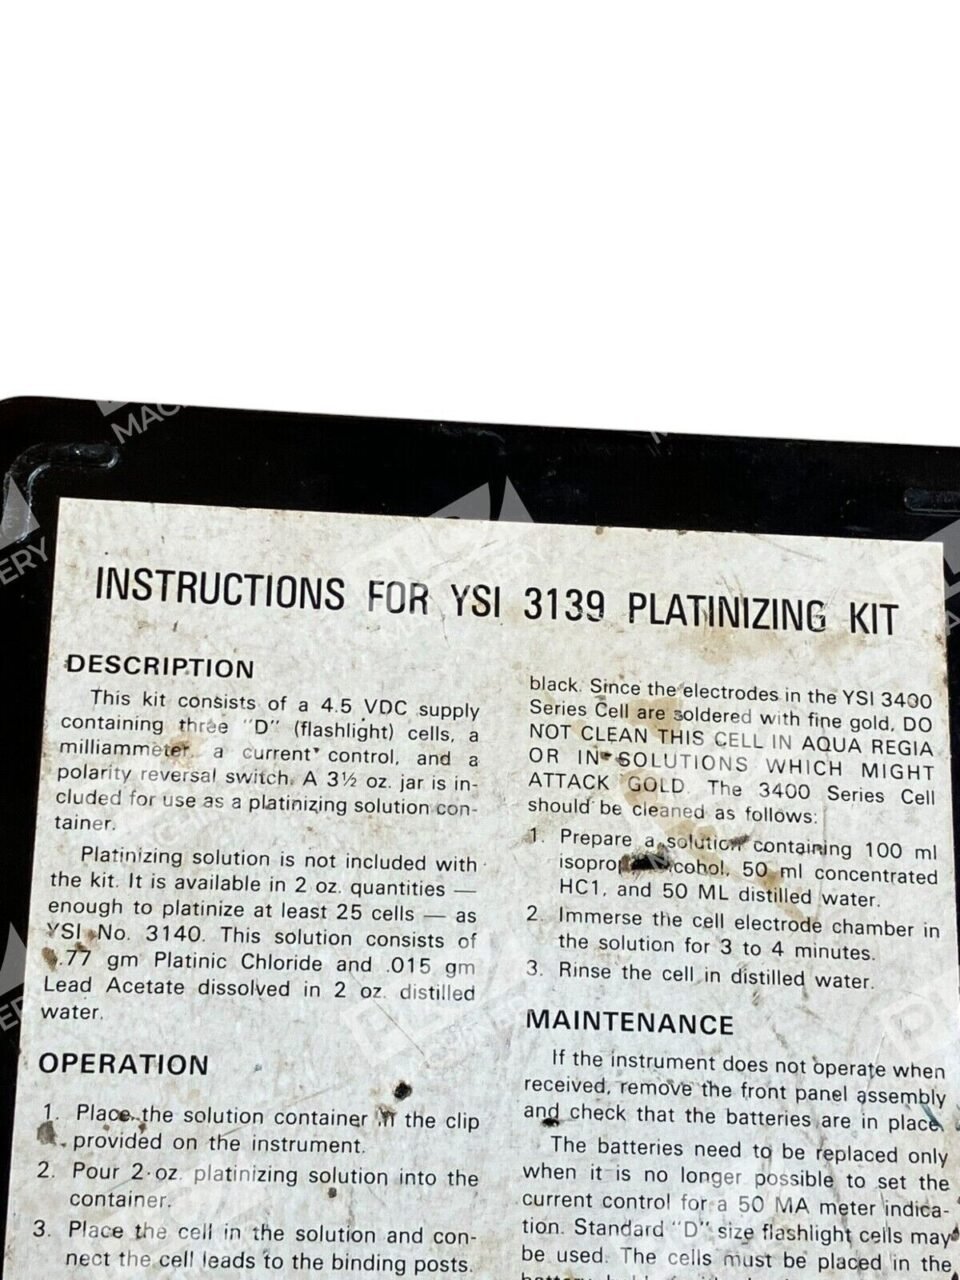 INSTRUCTIONS FOR YSI 3139 PLATINIZING KIT
DESCRIPTION
This kit consists of a 4.5 VDC supply
containing three "D" (flashlight) cells, a
milliammeter, a current control, and a
polarity reversal switch. A 3½ oz. jar is in-
cluded for use as a platinizing solution con-
tainer.
Platinizing solution is not included with
the kit. It is available in 2 oz. quantities —
enough to platinize at least 25 cells — as
YSI No. 3140. This solution consists of
.77 gm Platinic Chloride and .015 gm
Lead Acetate dissolved in 2 oz. distilled
water.
OPERATION
1. Place the solution container in the clip
provided on the instrument.
2. Pour 2 oz. platinizing solution into the
container.
3. Place the cell in the solution and con-
nect the cell leads to the binding posts.
black. Since the electrodes in the YSI 3400
Series Cell are soldered with fine gold, DO
NOT CLEAN THIS CELL IN AQUA REGIA
OR IN SOLUTIONS WHICH MIGHT
ATTACK GOLD. The 3400 Series Cell
should be cleaned as follows:
1. Prepare a solution containing 100 ml
isopropyl alcohol, 50 ml concentrated
HC1, and 50 ML distilled water.
2. Immerse the cell electrode chamber in
the solution for 3 to 4 minutes.
3. Rinse the cell in distilled water.
MAINTENANCE
If the instrument does not operate when
received, remove the front panel assembly
and check that the batteries are in place.
The batteries need to be replaced only
when it is no longer possible to set the
current control for a 50 MA meter indica-
tion. Standard "D" size flashlight cells may
be used. The cells must be placed in the